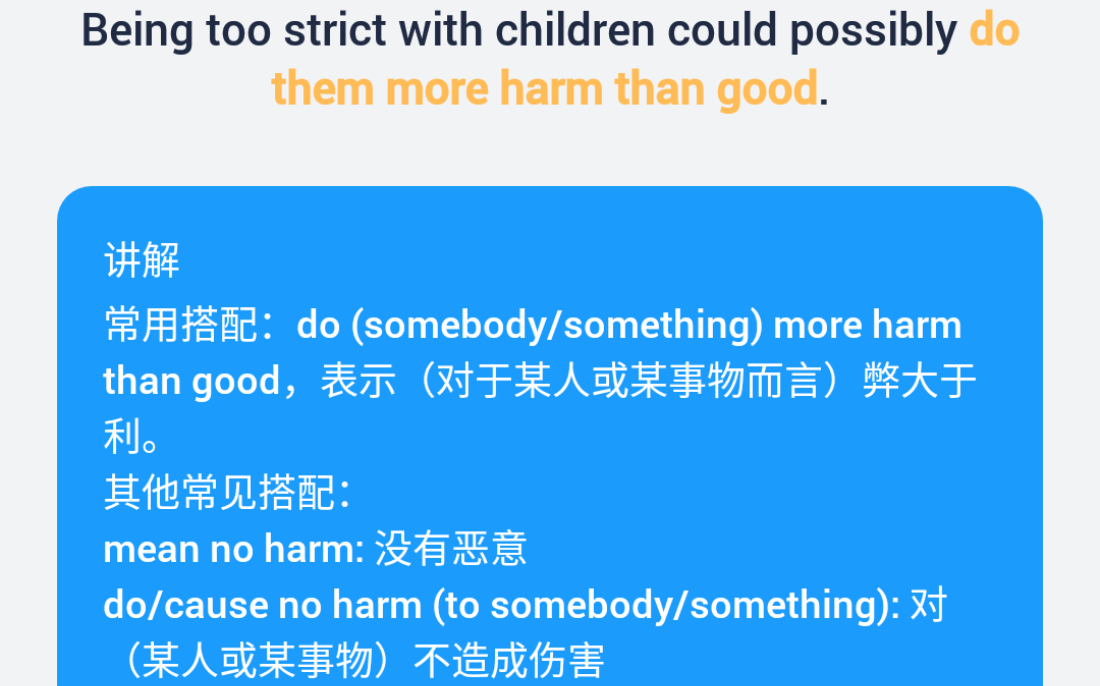 Being too strict with children could possibly do
them more harm than good.
讲解
常用搭配：do (somebody/something) more harm
than good，表示（对于某人或某事物而言）弊大于
利。
其他常见搭配：
mean no harm: 没有恶意
do/cause no harm (to somebody/something): 对
（某人或某事物）不造成伤害